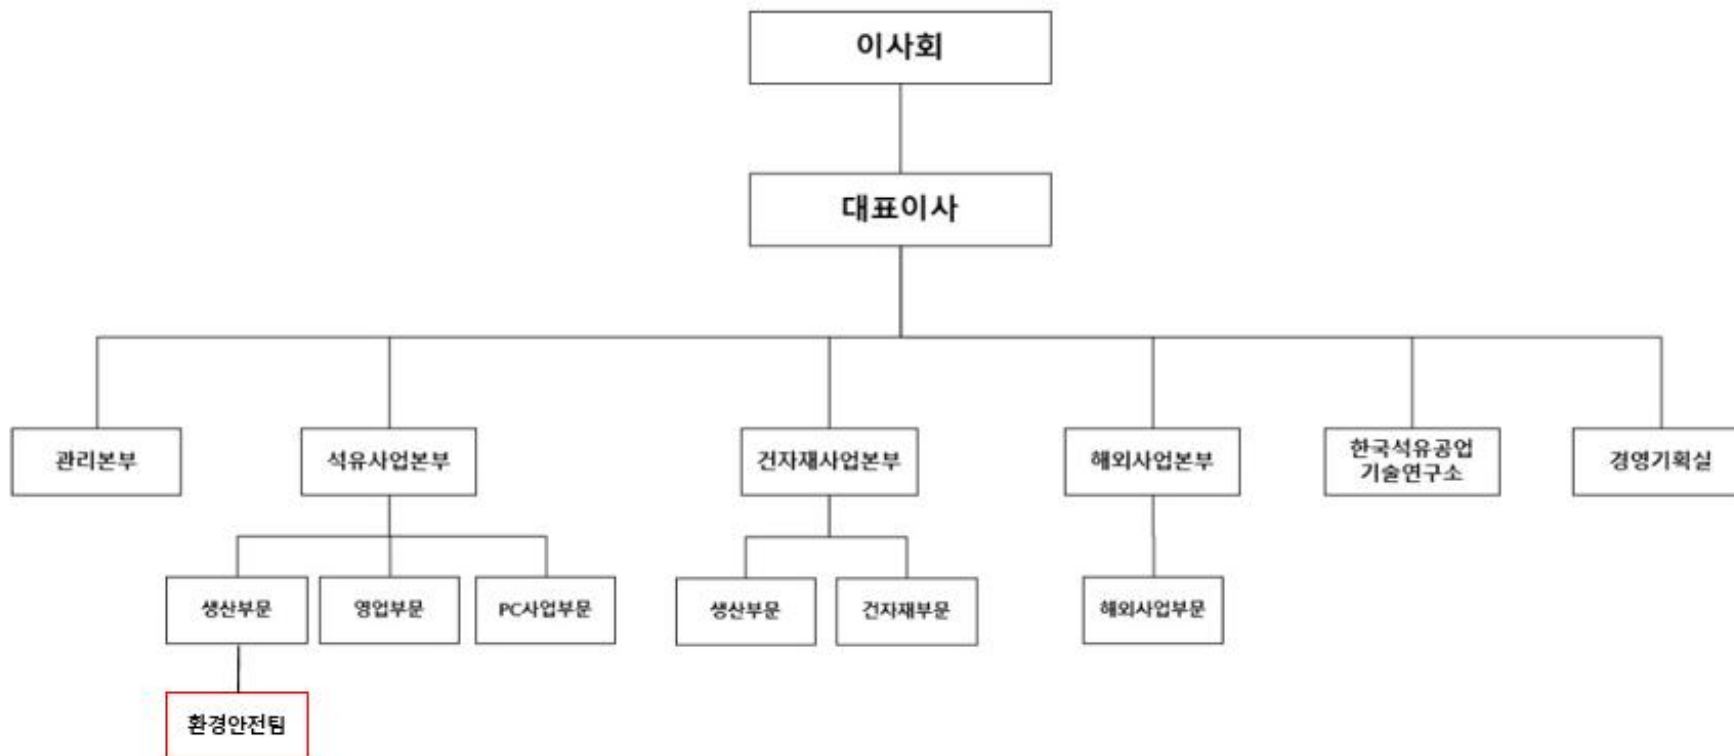 이사회
대표이사
관리본부
석유사업본부
건자재사업본부
해외사업본부
한국석유공업
기술연구소
경영기획실
생산부문
영업부문
PC사업부문
생산부문
건자재부문
해외사업부문
환경안전팀